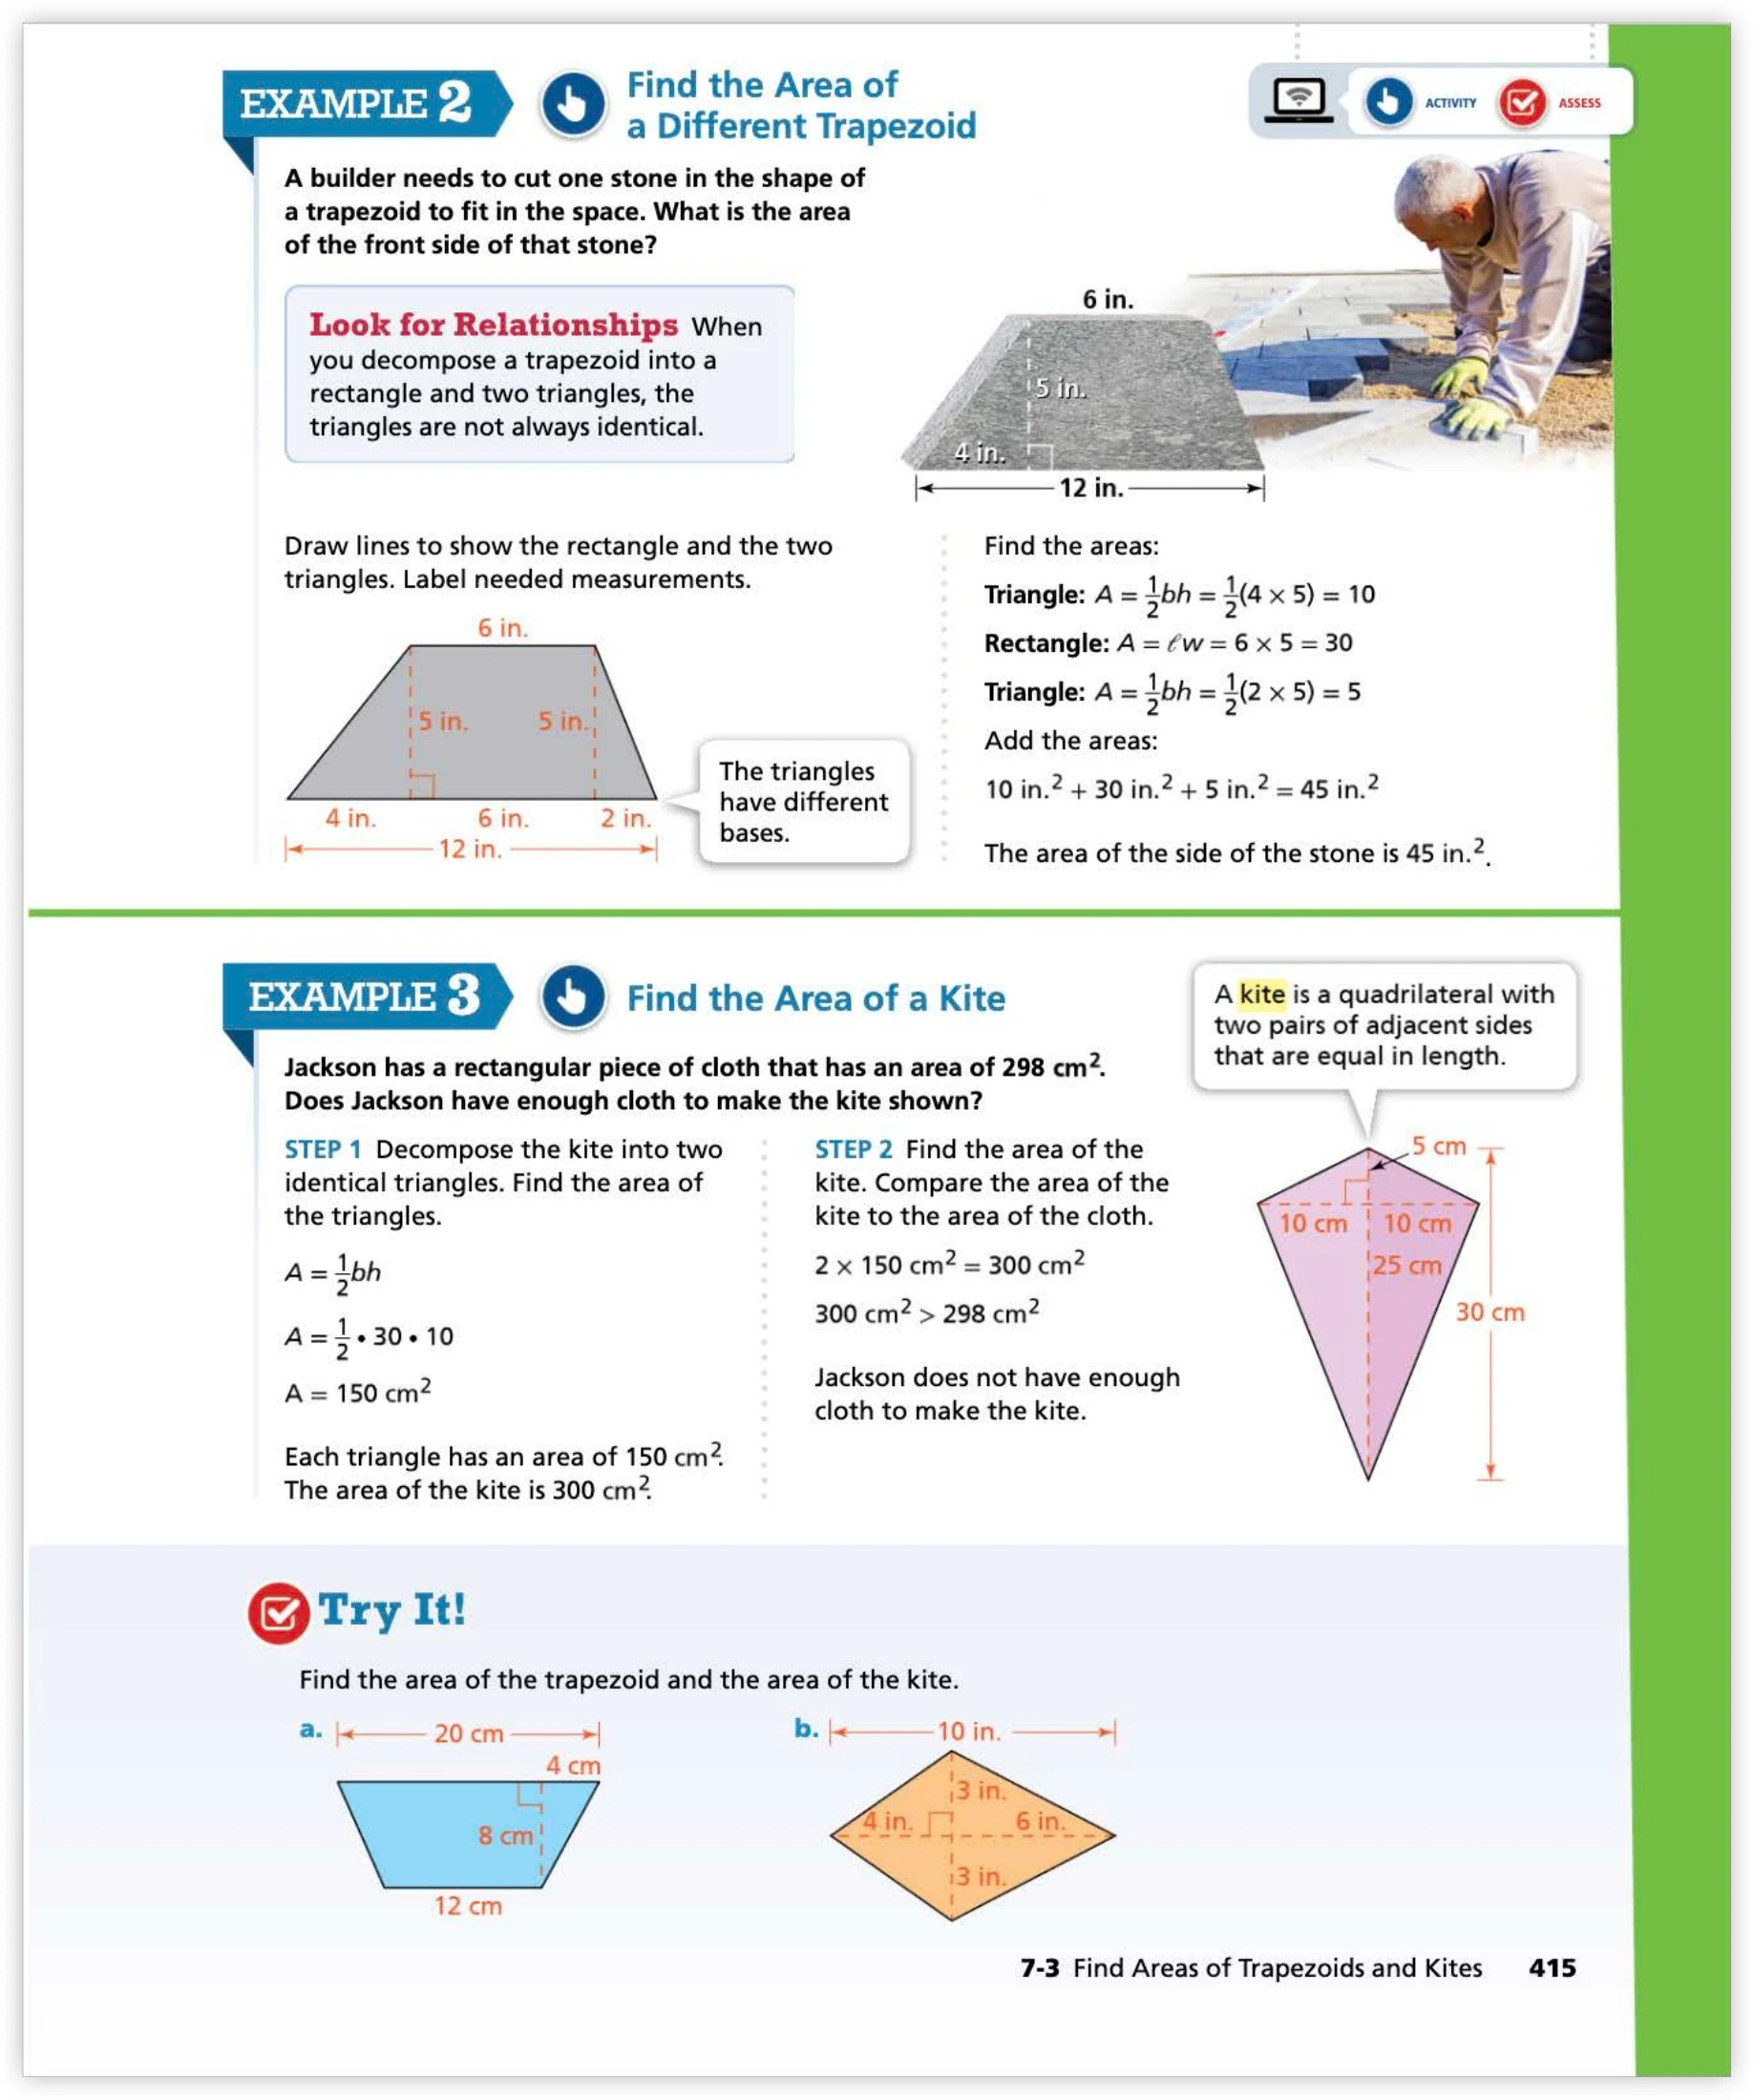 EXAMPLE 2
Find the Area of
a Different Trapezoid
ACTIVITY
ASSESS
A builder needs to cut one stone in the shape of
a trapezoid to fit in the space. What is the area
of the front side of that stone?
Look for Relationships When
you decompose a trapezoid into a
rectangle and two triangles, the
triangles are not always identical.
6 in.
5 in.
4 in.
12 in.
Draw lines to show the rectangle and the two
triangles. Label needed measurements.
6 in.
5 in. 5 in.
4 in. 6 in. 2 in.
12 in.
The triangles
have different
bases.
Find the areas:
Triangle: A = 1/2bh = 1/2(4 × 5) = 10
Rectangle: A = ℓw = 6 × 5 = 30
Triangle: A = 1/2bh = 1/2(2 × 5) = 5
Add the areas:
10 in.² + 30 in.² + 5 in.² = 45 in.²
The area of the side of the stone is 45 in.².
EXAMPLE 3
Find the Area of a Kite
A kite is a quadrilateral with
two pairs of adjacent sides
that are equal in length.
Jackson has a rectangular piece of cloth that has an area of 298 cm².
Does Jackson have enough cloth to make the kite shown?
STEP 1 Decompose the kite into two
identical triangles. Find the area of
the triangles.
A = 1/2bh
A = 1/2 • 30 • 10
A = 150 cm²
Each triangle has an area of 150 cm².
The area of the kite is 300 cm².
STEP 2 Find the area of the
kite. Compare the area of the
kite to the area of the cloth.
2 × 150 cm² = 300 cm²
300 cm² > 298 cm²
Jackson does not have enough
cloth to make the kite.
5 cm
10 cm 10 cm
25 cm
30 cm
Try It!
Find the area of the trapezoid and the area of the kite.
a. 20 cm
4 cm
8 cm
12 cm
b. 10 in.
3 in.
4 in. 6 in.
3 in.
7-3 Find Areas of Trapezoids and Kites 415